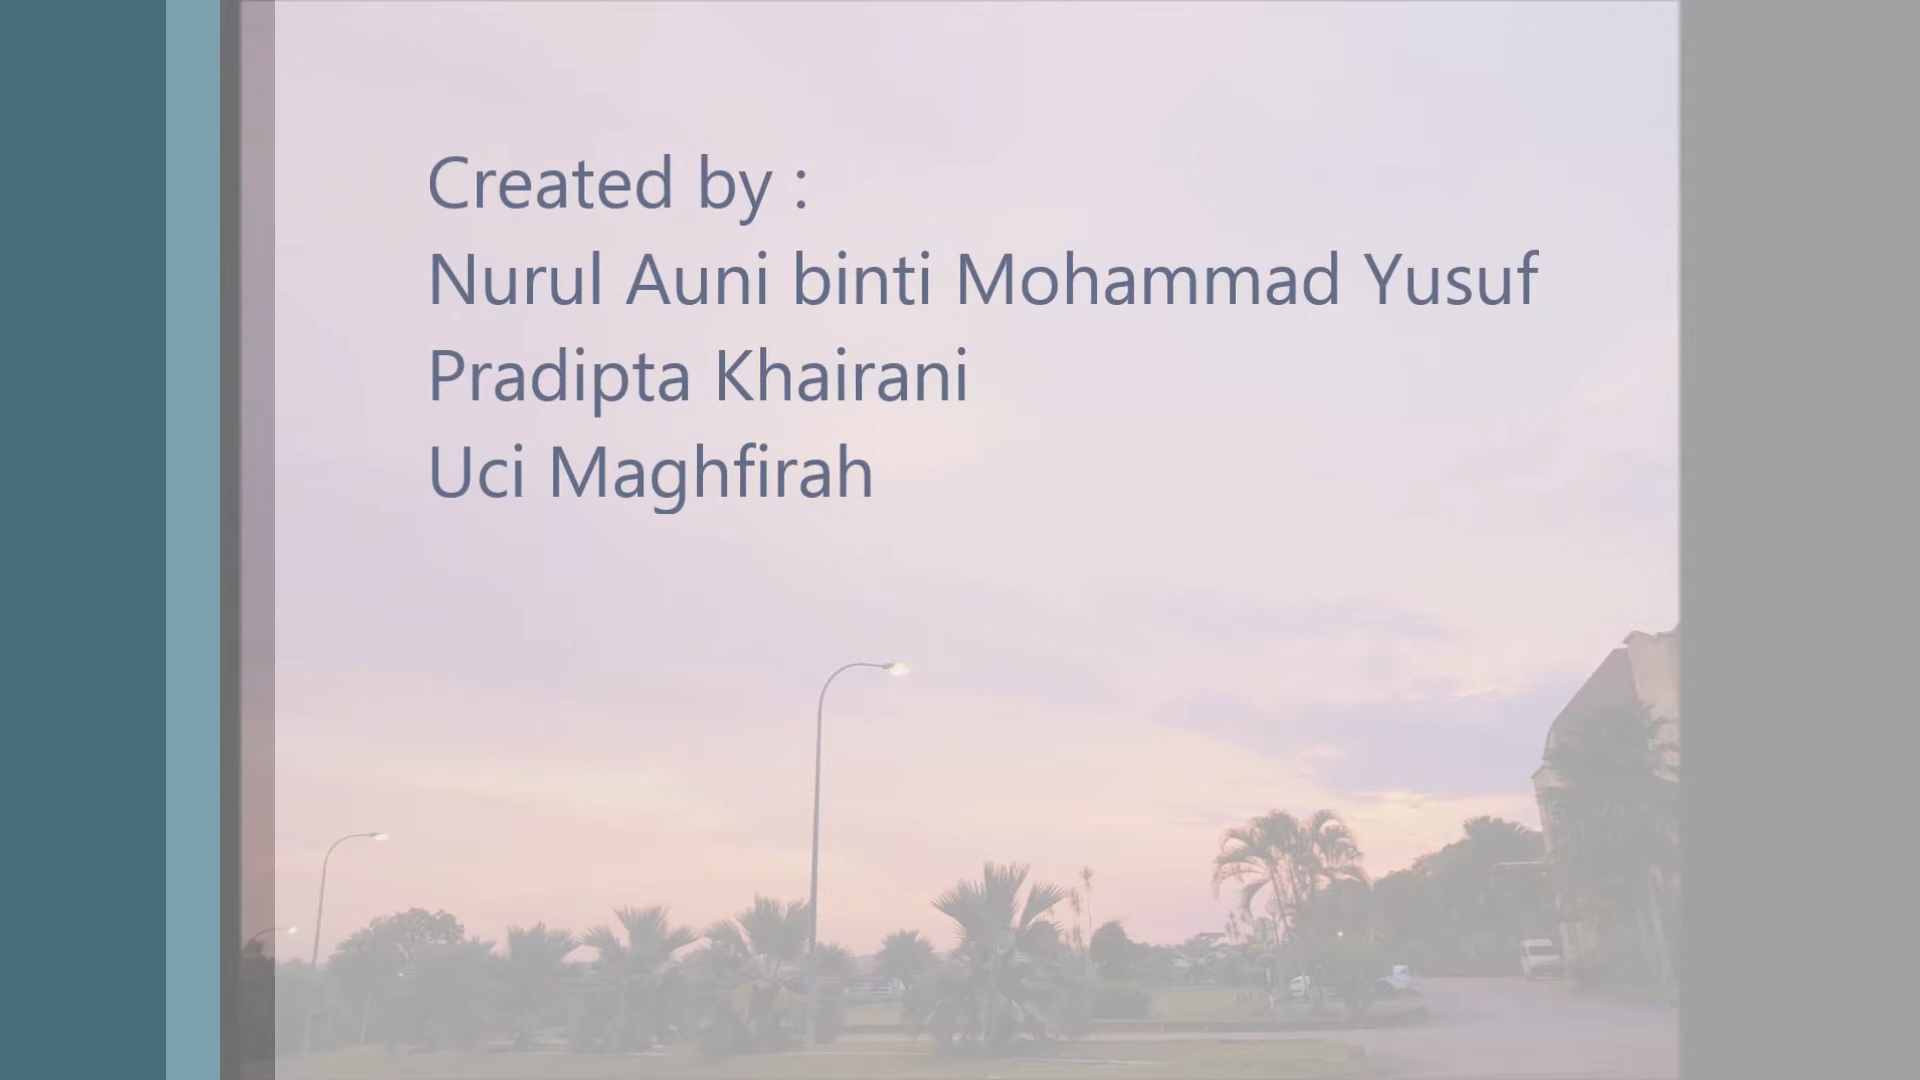 Created by :
Nurul Auni binti Mohammad Yusuf
Pradipta Khairani
Uci Maghfirah